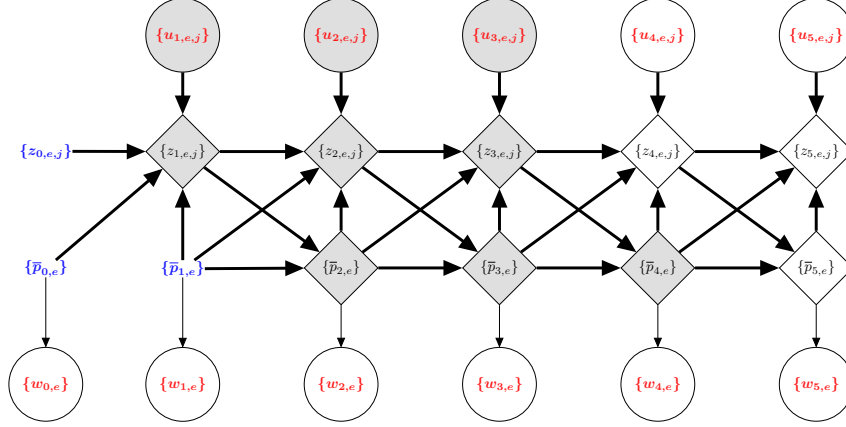 {u_{1,e,j}} {u_{2,e,j}} {u_{3,e,j}} {u_{4,e,j}} {u_{5,e,j}}
{z_{0,e,j}} {z_{1,e,j}} {z_{2,e,j}} {z_{3,e,j}} {z_{4,e,j}} {z_{5,e,j}}
{p̅_{0,e}} {p̅_{1,e}} {p̅_{2,e}} {p̅_{3,e}} {p̅_{4,e}} {p̅_{5,e}}
{w_{0,e}} {w_{1,e}} {w_{2,e}} {w_{3,e}} {w_{4,e}} {w_{5,e}}